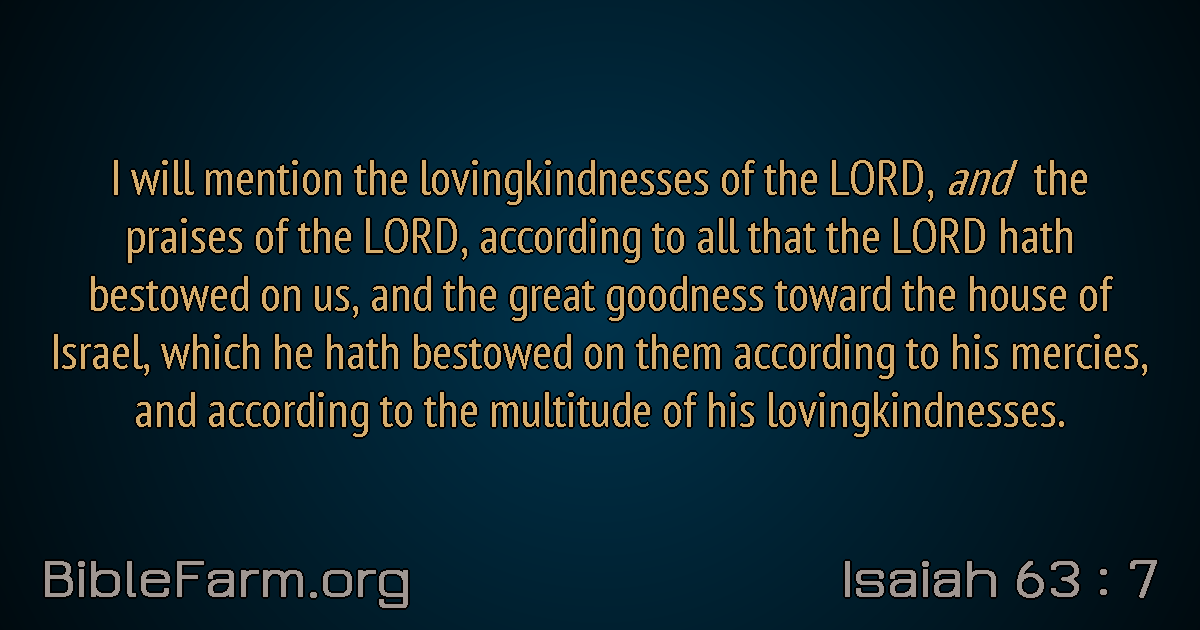 I will mention the lovingkindnesses of the LORD, and the
praises of the LORD, according to all that the LORD hath
bestowed on us, and the great goodness toward the house of
Israel, which he hath bestowed on them according to his mercies,
and according to the multitude of his lovingkindnesses.
BibleFarm.org
Isaiah 63 : 7